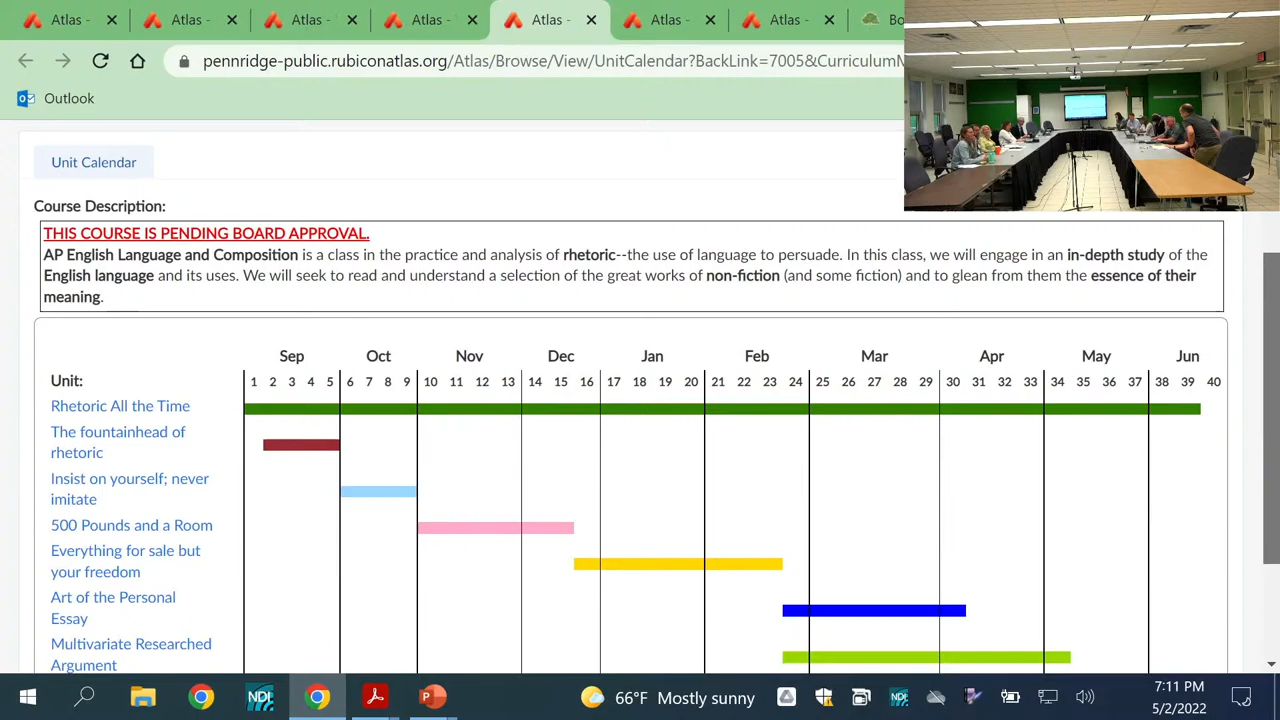 Atlas -
Atlas -
Atlas -
Atlas -
Atlas -
Atlas -
Atlas -
Bo
pennridge-public.rubiconatlas.org/Atlas/Browse/View/UnitCalendar?BackLink=7005&CurriculumM
Outlook
Unit Calendar
Course Description:
THIS COURSE IS PENDING BOARD APPROVAL.
AP English Language and Composition is a class in the practice and analysis of rhetoric--the use of language to persuade. In this class, we will engage in an in-depth study of the
English language and its uses. We will seek to read and understand a selection of the great works of non-fiction (and some fiction) and to glean from them the essence of their
meaning.
Sep Oct Nov Dec Jan Feb Mar Apr May Jun
Unit: 1 2 3 4 5 6 7 8 9 10 11 12 13 14 15 16 17 18 19 20 21 22 23 24 25 26 27 28 29 30 31 32 33 34 35 36 37 38 39 40
Rhetoric All the Time
The fountainhead of
rhetoric
Insist on yourself; never
imitate
500 Pounds and a Room
Everything for sale but
your freedom
Art of the Personal
Essay
Multivariate Researched
Argument
NDI
66°F Mostly sunny
NDI
7:11 PM
5/2/2022